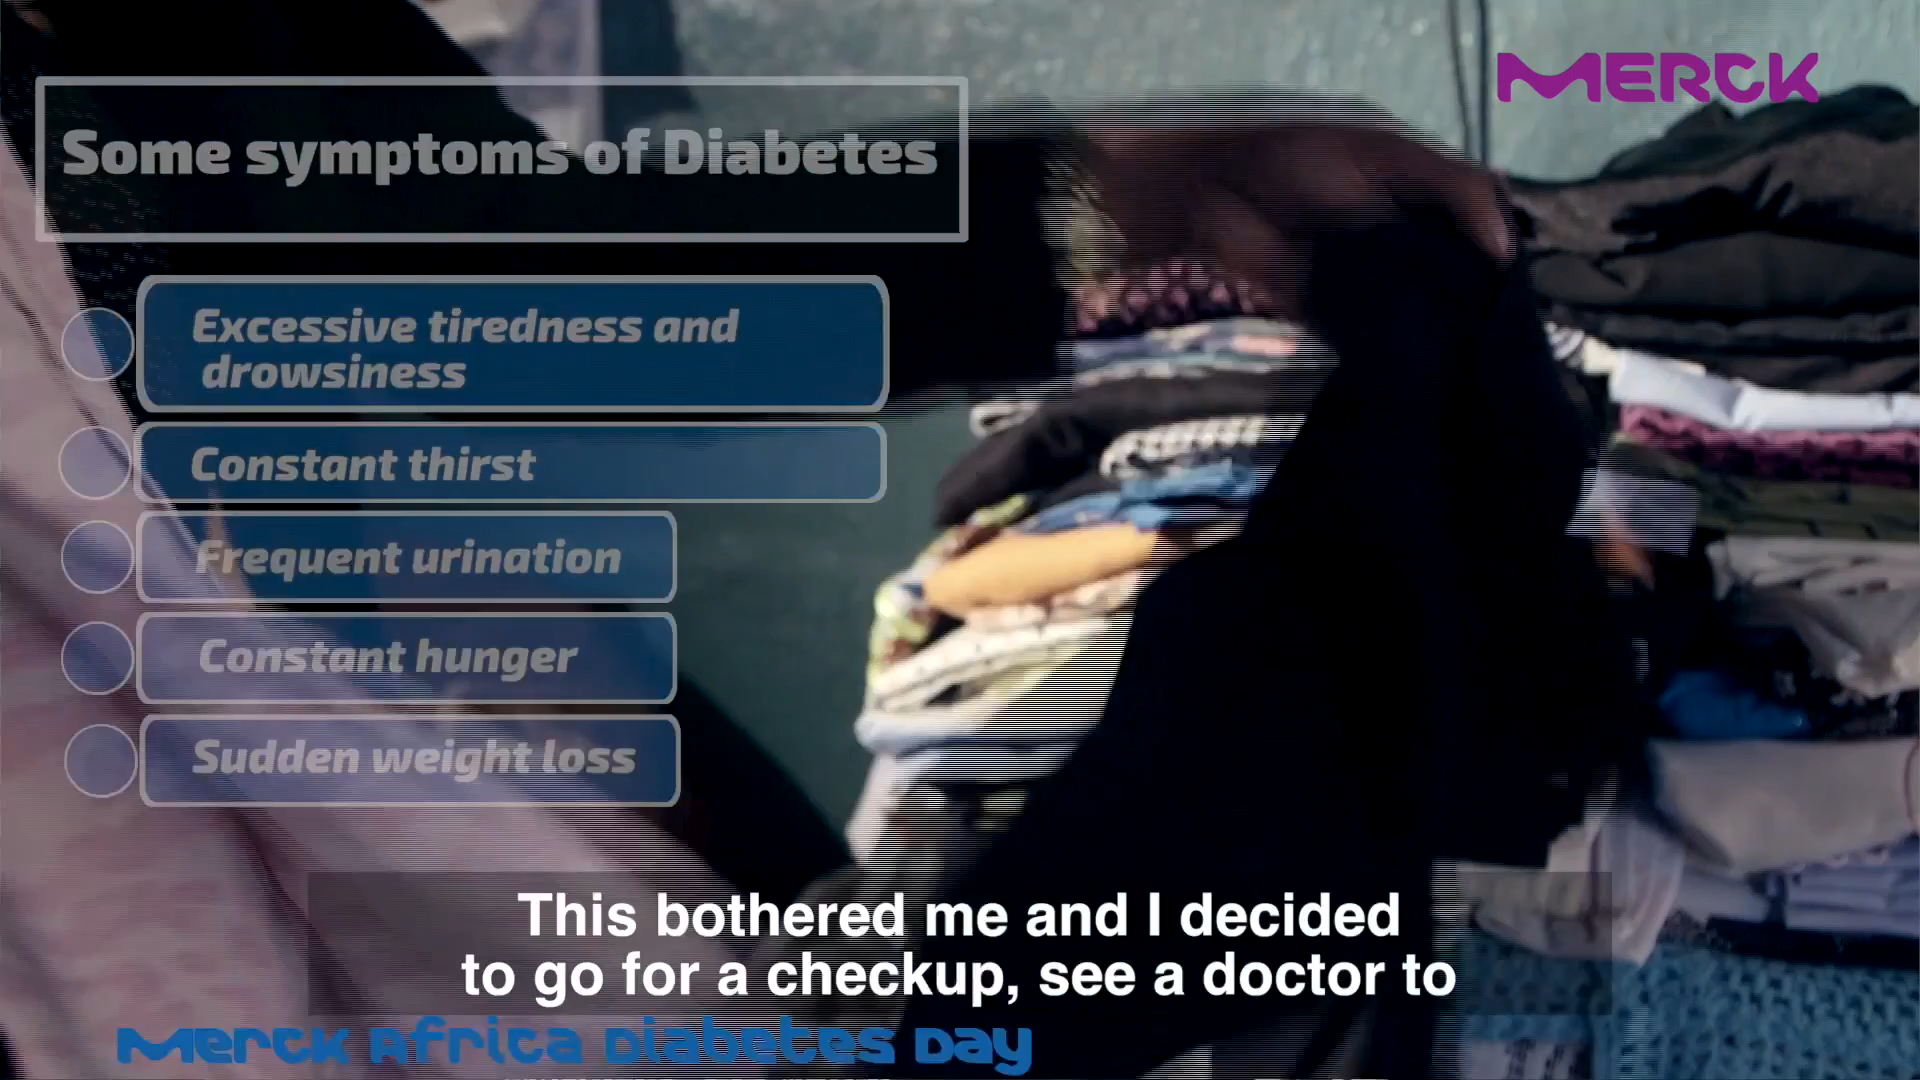 MERCK
Some symptoms of Diabetes
Excessive tiredness and
drowsiness
Constant thirst
Frequent urination
Constant hunger
Sudden weight loss
This bothered me and I decided
to go for a checkup, see a doctor to
Merck Africa Diabetes Day